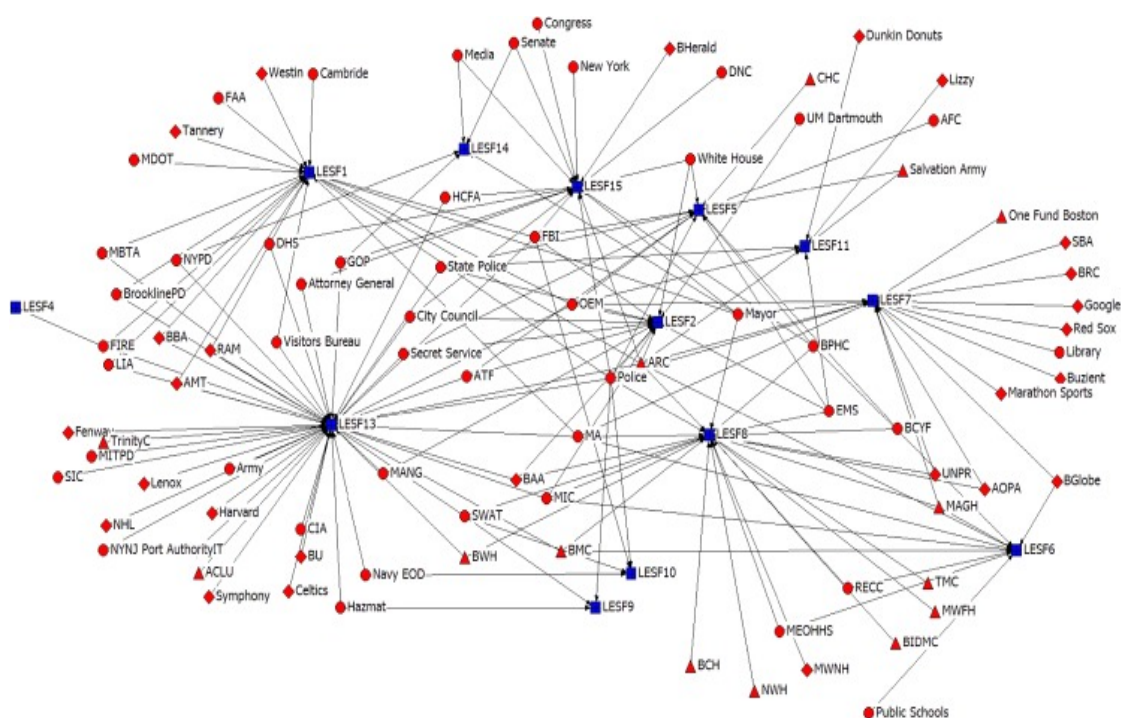 Congress
Dunkin Donuts
Senate
BHerald
Media
New York
DNC
Westin
Cambride
CHC
Lizzy
FAA
UM Dartmouth
AFC
Tannery
LESF14
MDOT
White House
LESF1
Salvation Army
LESF15
HCFA
LESF5
One Fund Boston
FBI
DHS
LESF11
SBA
MBTA
NYPD
GOP
State Police
BRC
Attorney General
BrooklinePD
LESF7
OEM
Google
LESF4
City Council
Mayor
LESF2
Red Sox
BBA
Visitors Bureau
FIRE
RAM
Secret Service
BPHC
Library
LIA
ARC
ATF
Police
Buzient
AMT
Marathon Sports
EMS
LESF13
BCYF
Fenway
MA
LESF8
TrinityC
MITPD
Army
MANG
UNPR
SIC
Lenox
BAA
BGlobe
AOPA
MIC
MAGH
Harvard
SWAT
NHL
CIA
NYNJ Port AuthorityIT
BMC
LESF6
BU
BWH
ACLU
Navy EOD
LESF10
TMC
RECC
Celtics
Symphony
Hazmat
LESF9
MWFH
MEOHHS
BIDMC
BCH
MWNH
NWH
Public Schools